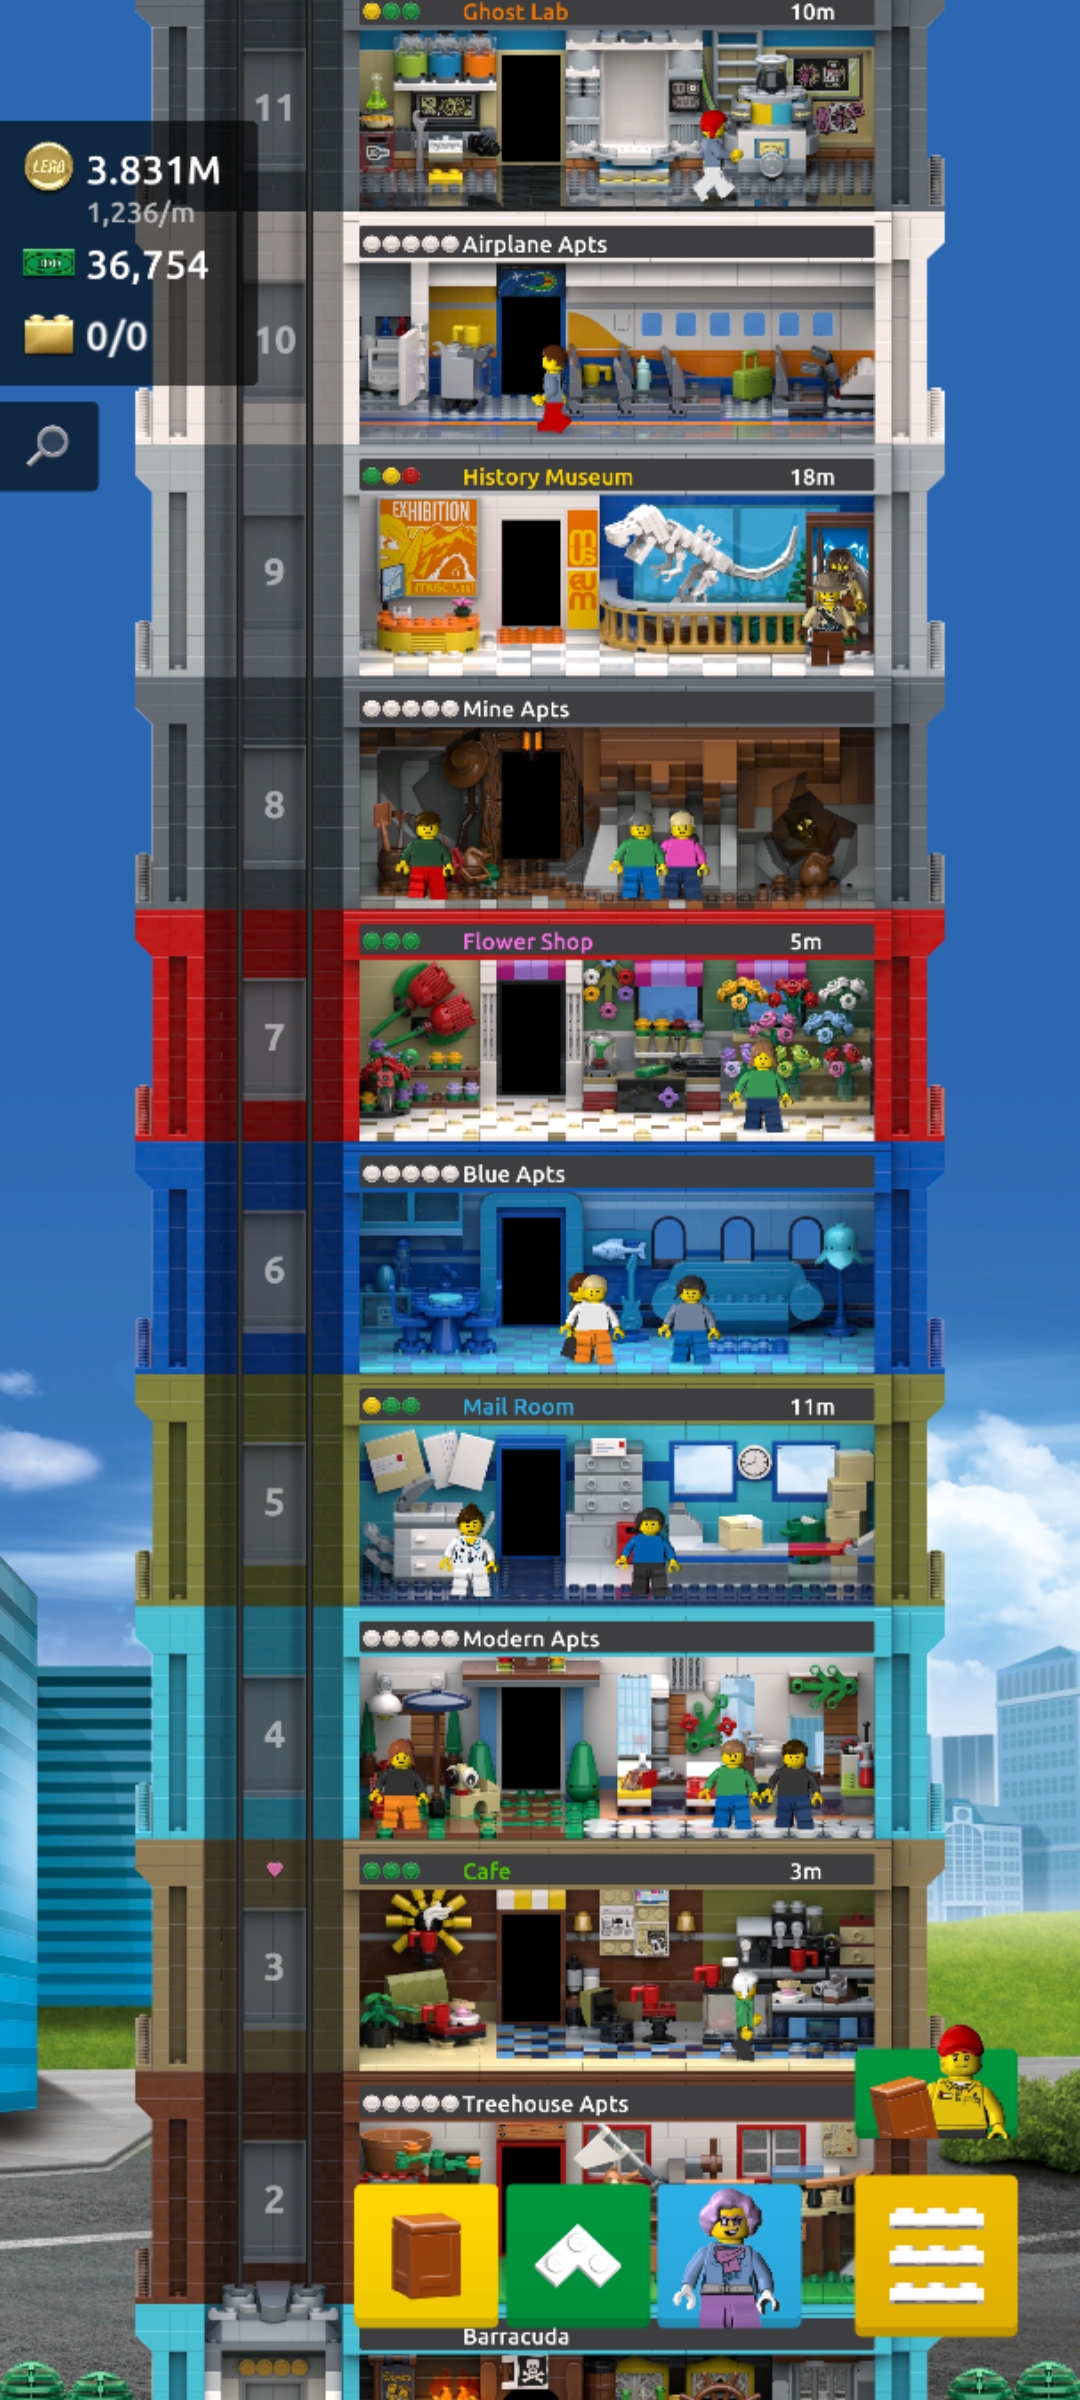 Ghost Lab 10m
11
LEGO 3.831M
1,236/m
36,754
0/0
Airplane Apts
10
History Museum 18m
EXHIBITION
museum
mus
eum
9
Mine Apts
8
Flower Shop 5m
7
Blue Apts
6
Mail Room 11m
5
Modern Apts
4
Cafe 3m
3
Treehouse Apts
2
Barracuda